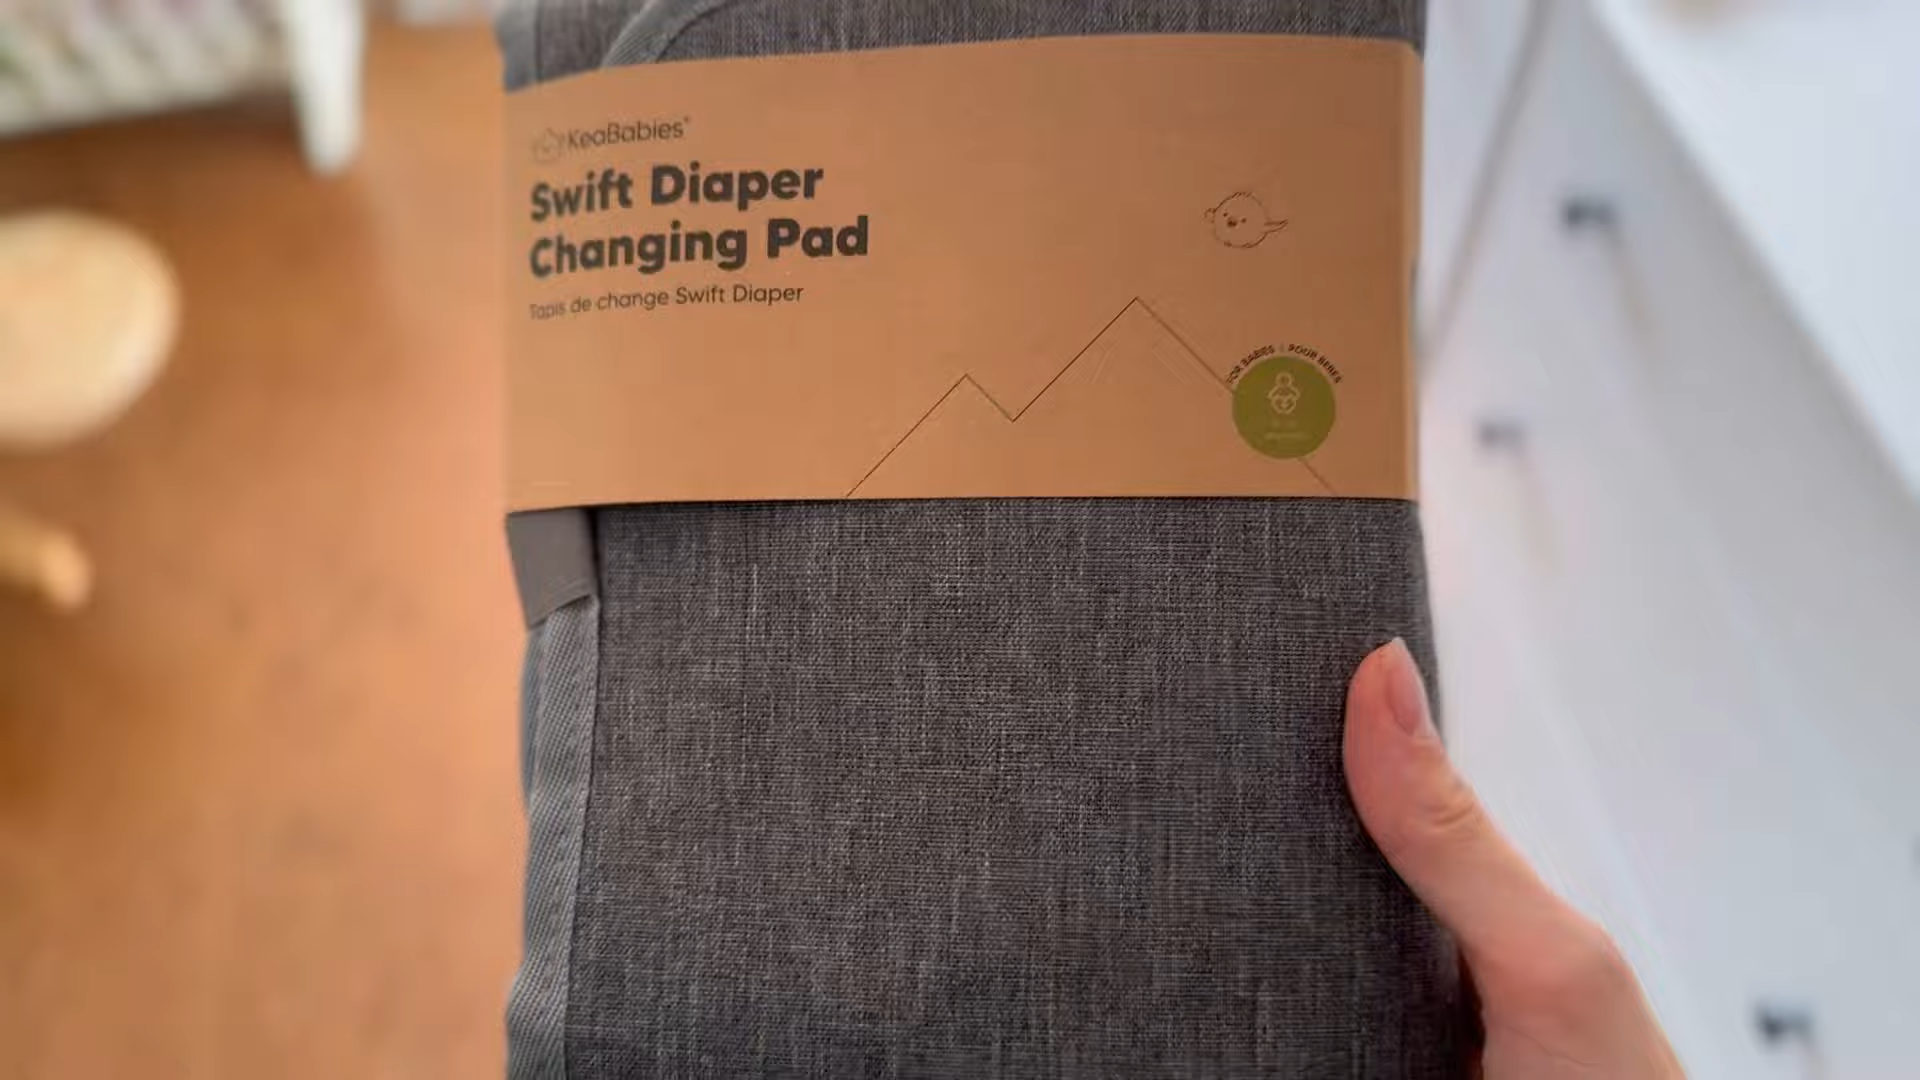 KeaBabies®
Swift Diaper
Changing Pad
Tapis de change Swift Diaper
FOR BABIES | POUR BÉBÉS